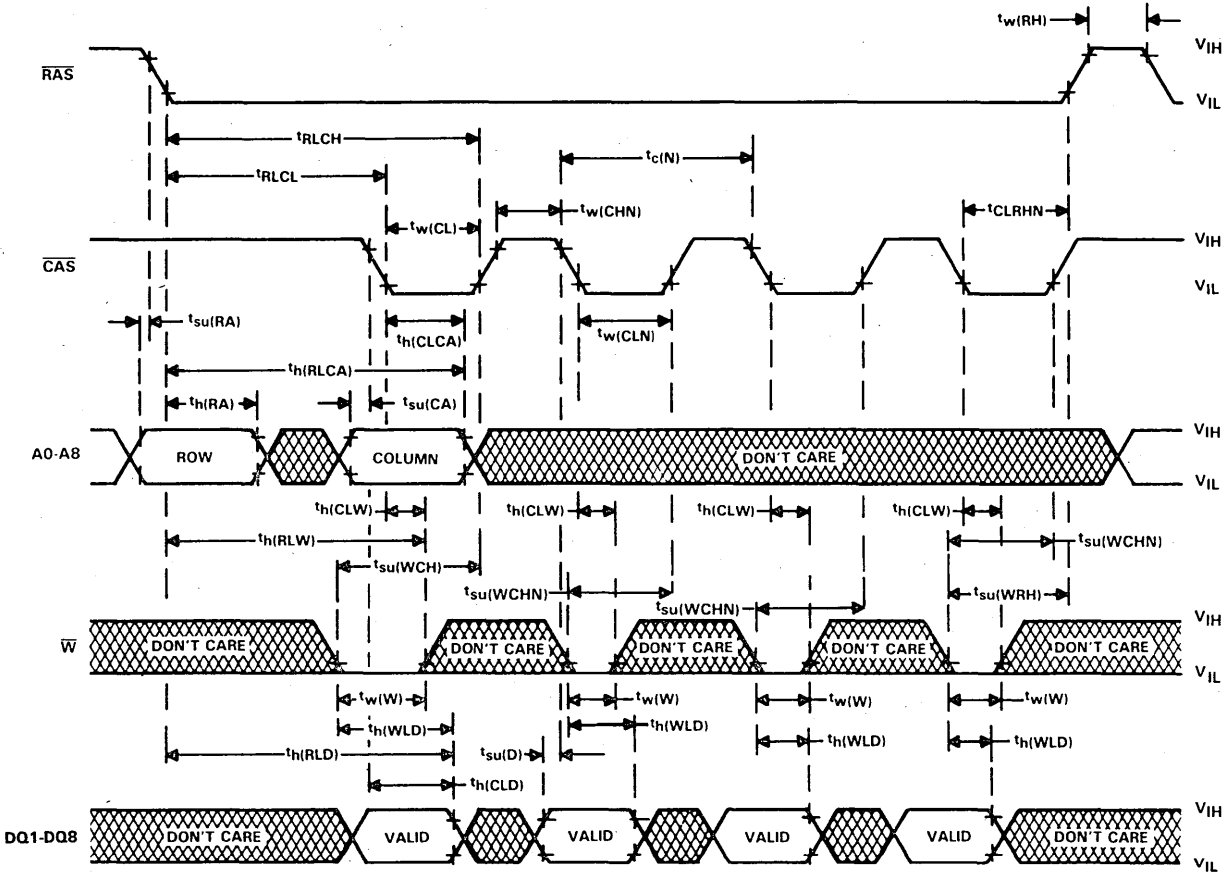 tw(RH)
VIH
RAS
VIL
tRLCH
tc(N)
tRLCL
tw(CHN)
tCLRHN
tw(CL)
VIH
CAS
VIL
tsu(RA)
th(CLCA)
tw(CLN)
th(RLCA)
th(RA)
tsu(CA)
VIH
A0-A8
ROW
COLUMN
DON'T CARE
VIL
th(CLW)
th(CLW)
th(CLW)
th(CLW)
th(RLW)
tsu(WCHN)
tsu(WCH)
tsu(WCHN)
tsu(WRH)
tsu(WCHN)
VIH
W
DON'T CARE
DON'T CARE
DON'T CARE
DON'T CARE
DON'T CARE
VIL
tw(W)
tw(W)
tw(W)
tw(W)
th(WLD)
th(WLD)
th(RLD)
tsu(D)
th(WLD)
th(WLD)
th(CLD)
VIH
DQ1-DQ8
DON'T CARE
VALID
VALID
VALID
VALID
DON'T CARE
VIL